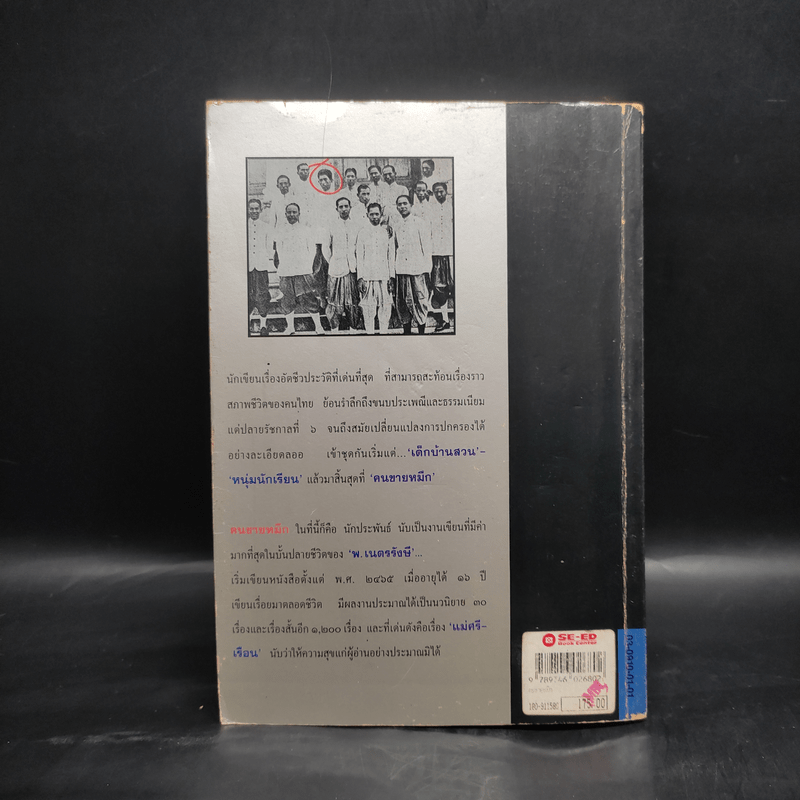 นักเขียนเรื่องอัตชีวประวัติที่เด่นที่สุด ที่สามารถสะท้อนเรื่องราว
สภาพชีวิตของคนไทย ย้อนรำลึกถึงขนบประเพณีและธรรมเนียม
แต่ปลายรัชกาลที่ ๖ จนถึงสมัยเปลี่ยนแปลงการปกครองได้
อย่างละเอียดลออ เข้าชุดกันเริ่มแต่...‘เด็กบ้านสวน’-
‘หนุ่มนักเรียน’ แล้วมาสิ้นสุดที่ ‘คนขายหมึก’
คนขายหมึก ในที่นี้ก็คือ นักประพันธ์ นับเป็นงานเขียนที่มีค่า
มากที่สุดในบั้นปลายชีวิตของ ‘พ.เนตรรังษี’...
เริ่มเขียนหนังสือตั้งแต่ พ.ศ. ๒๔๖๕ เมื่ออายุได้ ๑๖ ปี
เขียนเรื่อยมาตลอดชีวิต มีผลงานประมาณได้เป็นนวนิยาย ๓๐
เรื่องและเรื่องสั้นอีก ๑,๒๐๐ เรื่อง และที่เด่นดังคือเรื่อง ‘แม่ศรี-
เรือน’ นับว่าให้ความสุขแก่ผู้อ่านอย่างประมาณมิได้
SE-ED
Book Center
9 789746 026802
175.00